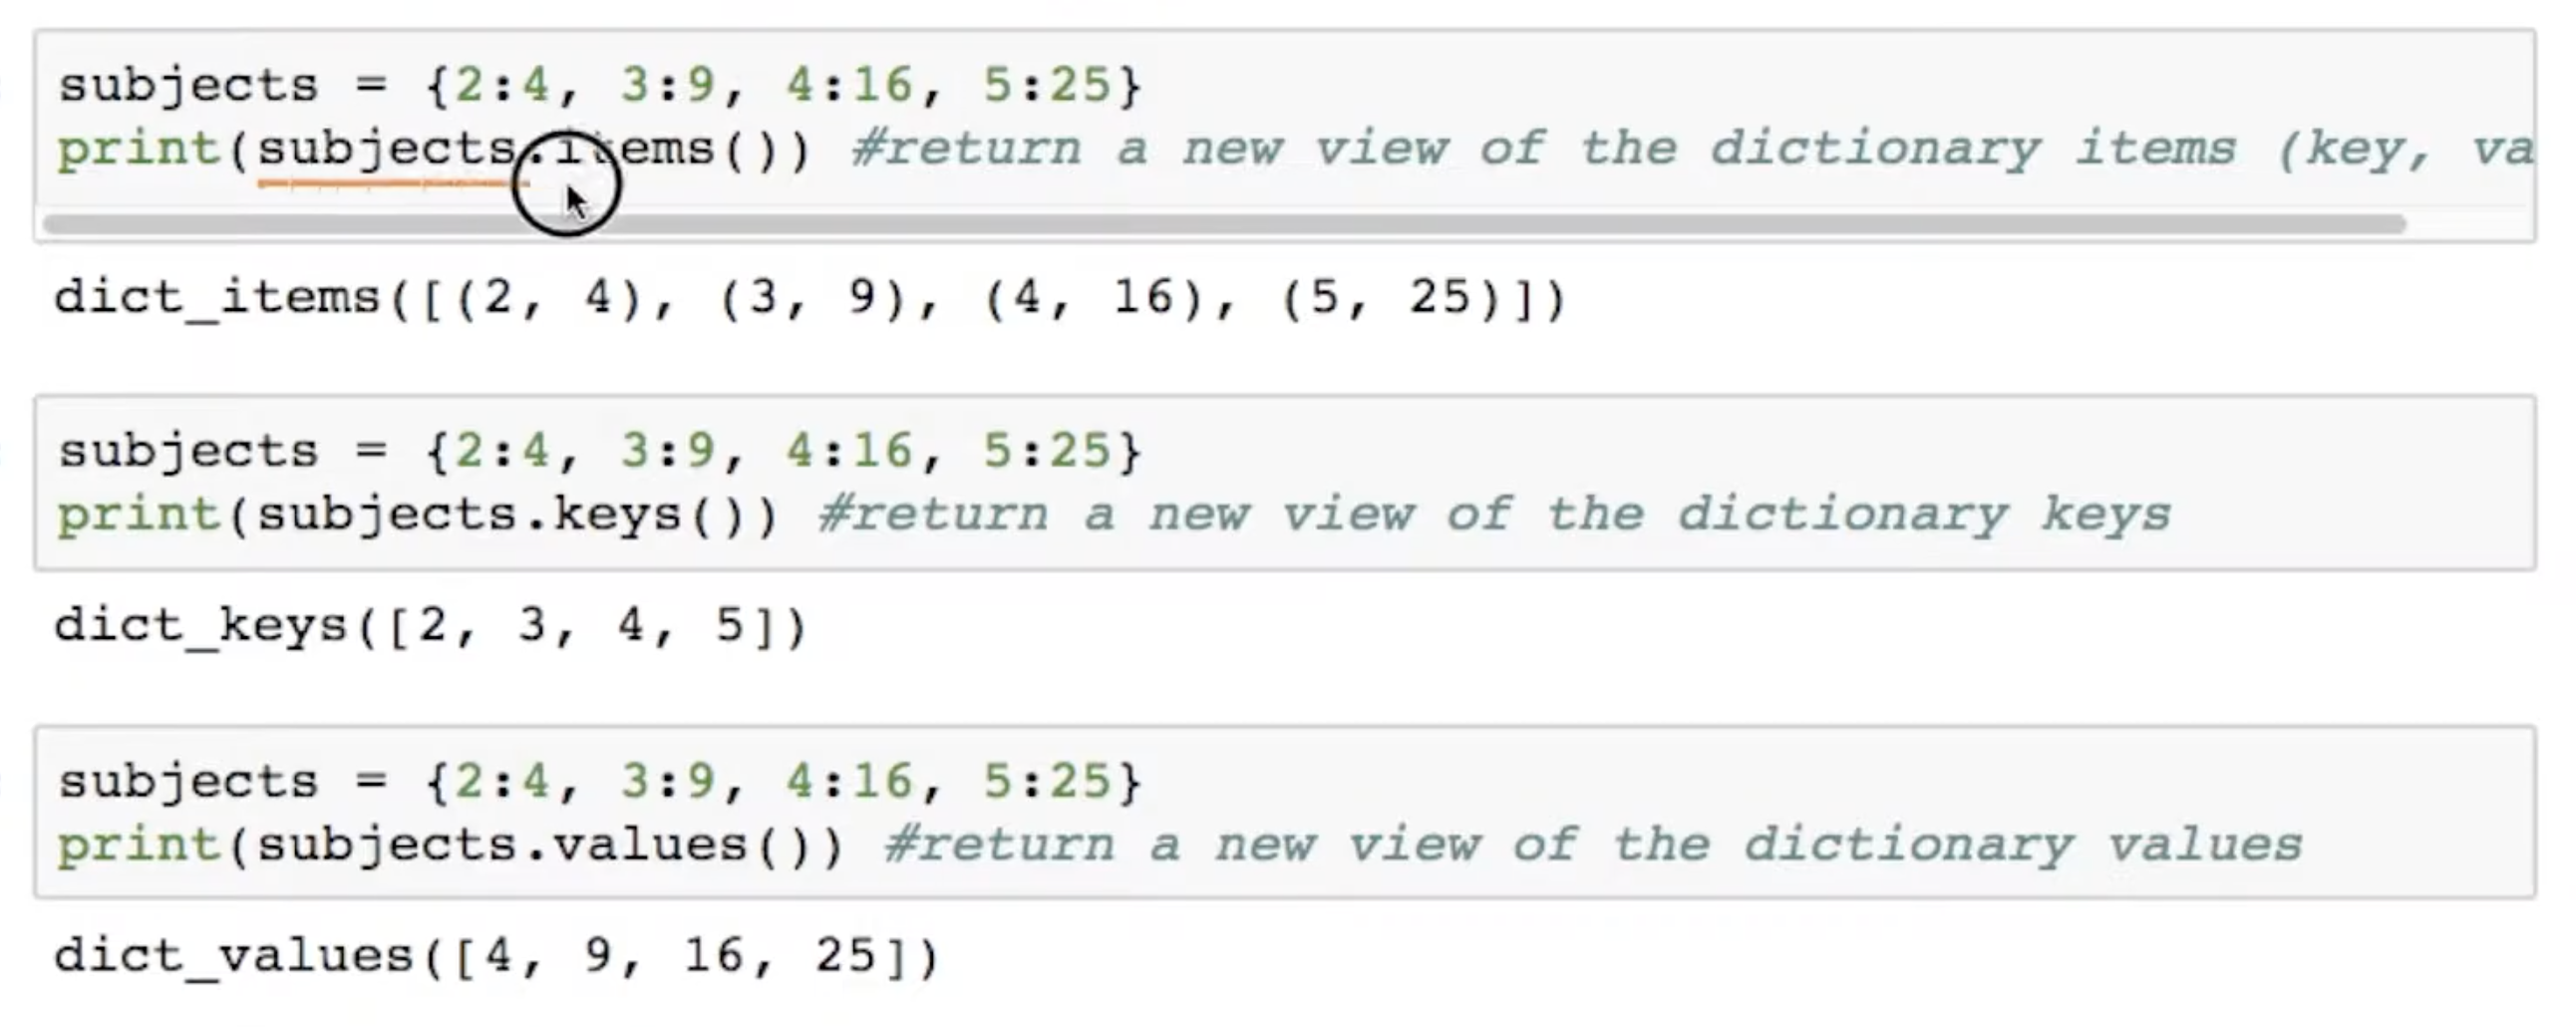 subjects = {2:4, 3:9, 4:16, 5:25}
print(subjects.items()) #return a new view of the dictionary items (key, va
dict_items([(2, 4), (3, 9), (4, 16), (5, 25)])
subjects = {2:4, 3:9, 4:16, 5:25}
print(subjects.keys()) #return a new view of the dictionary keys
dict_keys([2, 3, 4, 5])
subjects = {2:4, 3:9, 4:16, 5:25}
print(subjects.values()) #return a new view of the dictionary values
dict_values([4, 9, 16, 25])